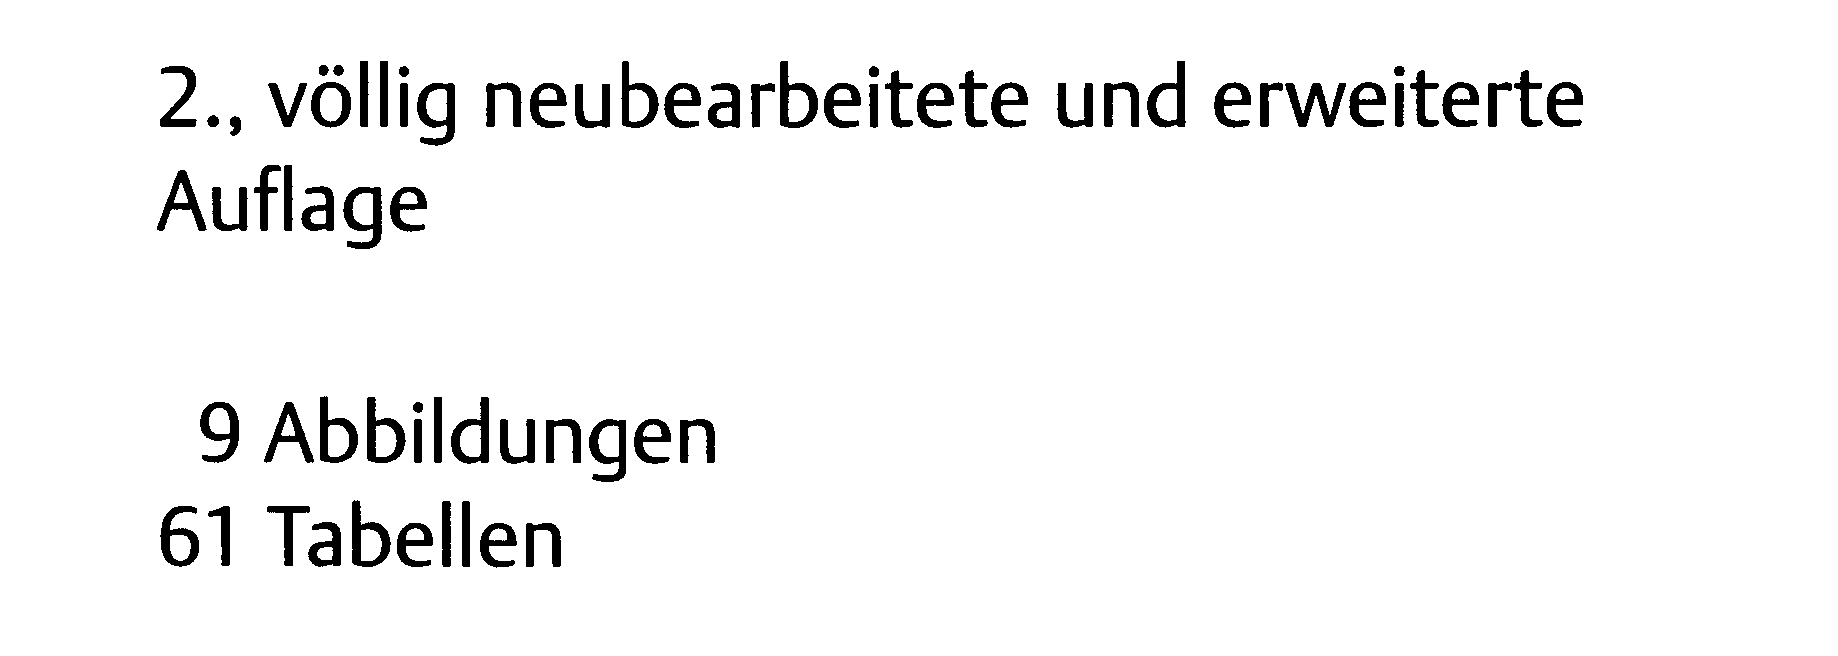 2., völlig neubearbeitete und erweiterte
Auflage
9 Abbildungen
61 Tabellen